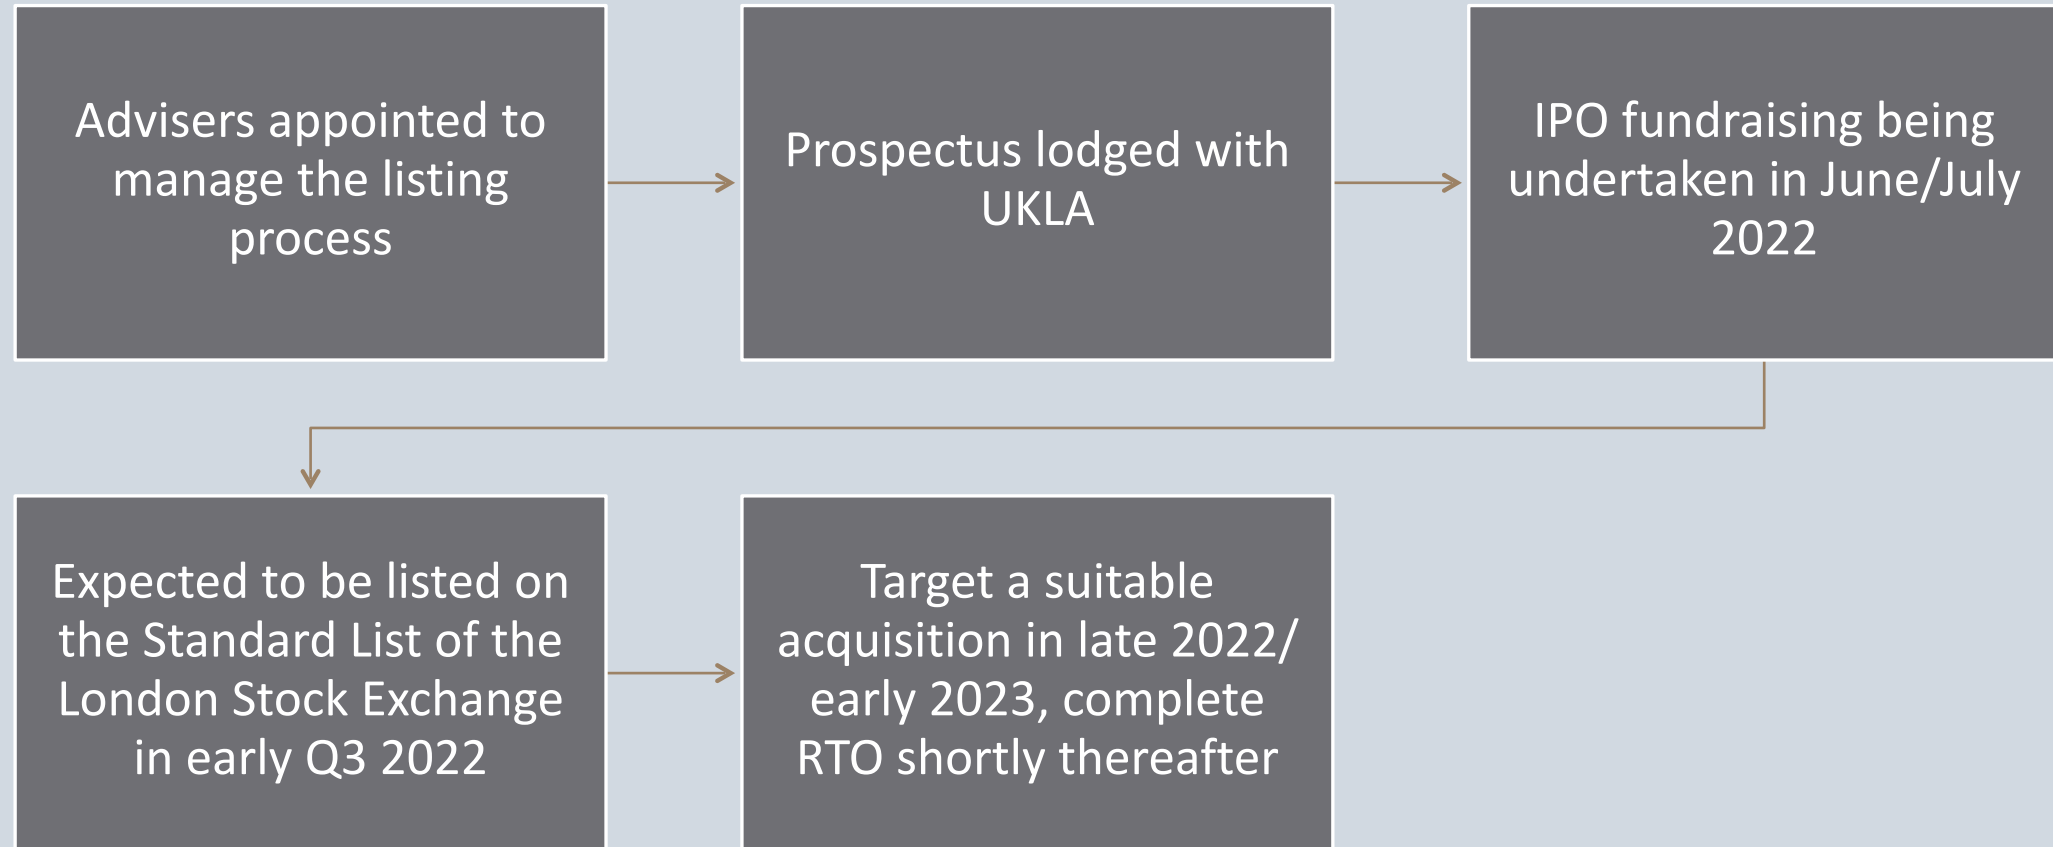 Advisers appointed to
manage the listing
process
Prospectus lodged with
UKLA
IPO fundraising being
undertaken in June/July
2022
Expected to be listed on
the Standard List of the
London Stock Exchange
in early Q3 2022
Target a suitable
acquisition in late 2022/
early 2023, complete
RTO shortly thereafter